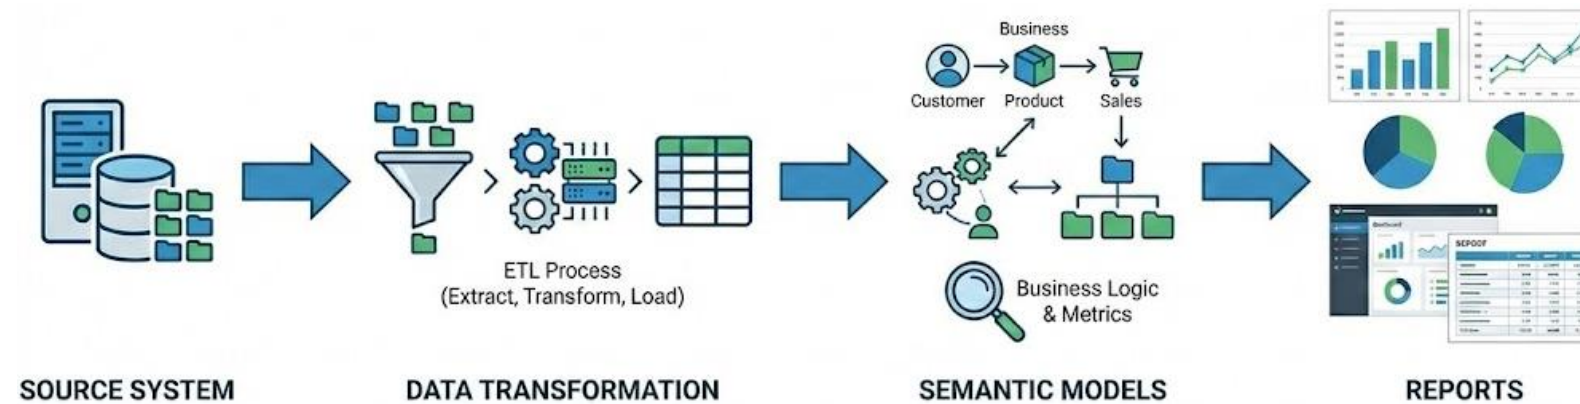 Business
Customer
Product
Sales
ETL Process
(Extract, Transform, Load)
Business Logic
& Metrics
SOURCE SYSTEM
DATA TRANSFORMATION
SEMANTIC MODELS
REPORTS